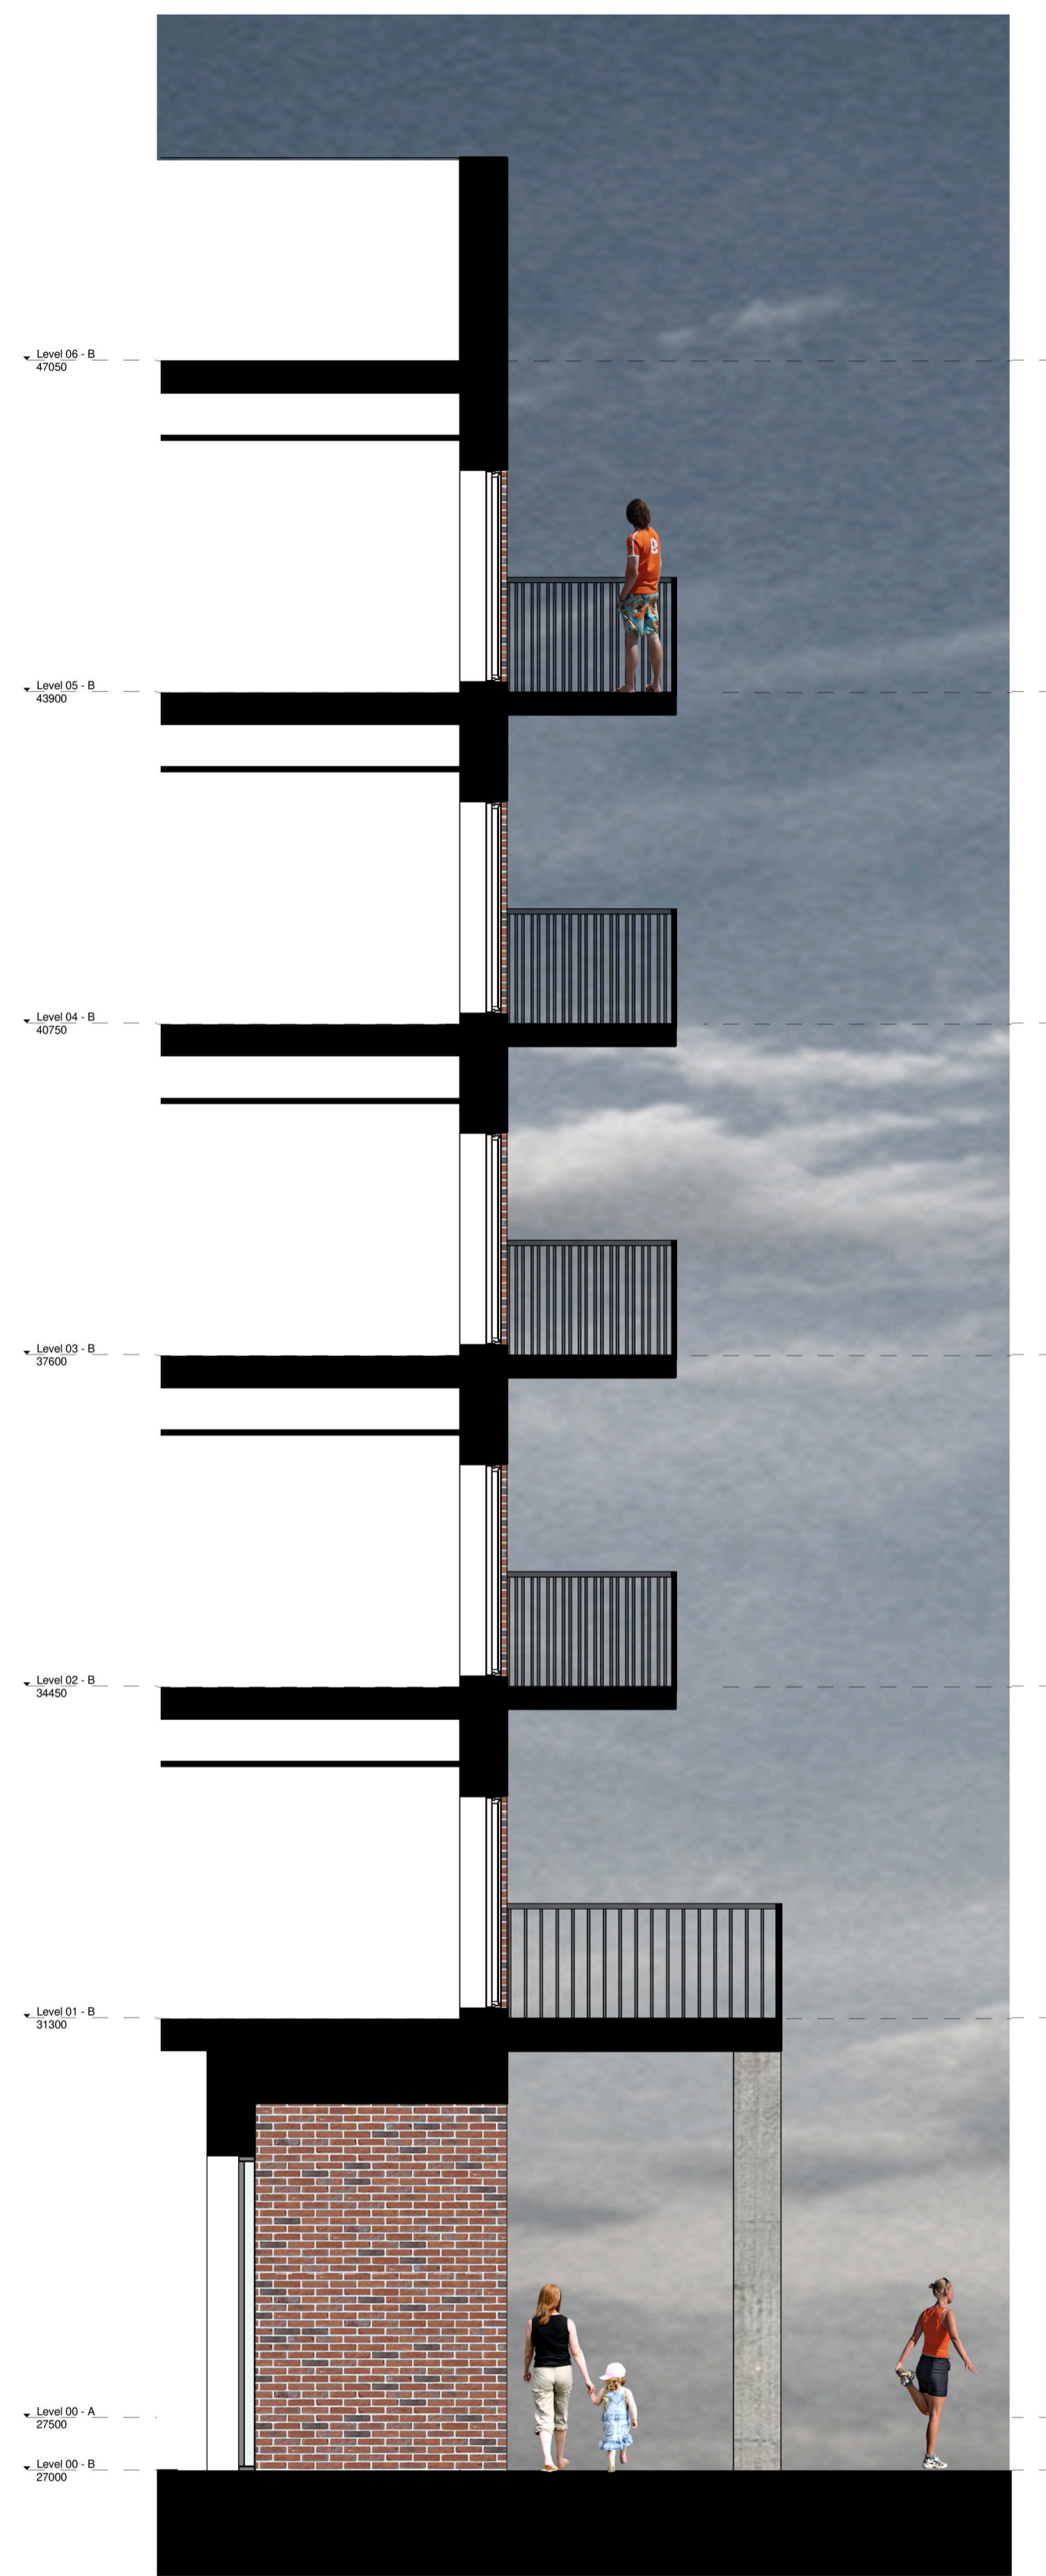 Level 06 - B
47050
Level 05 - B
43900
Level 04 - B
40750
Level 03 - B
37600
Level 02 - B
34450
Level 01 - B
31300
Level 00 - A
27500
Level 00 - B
27000